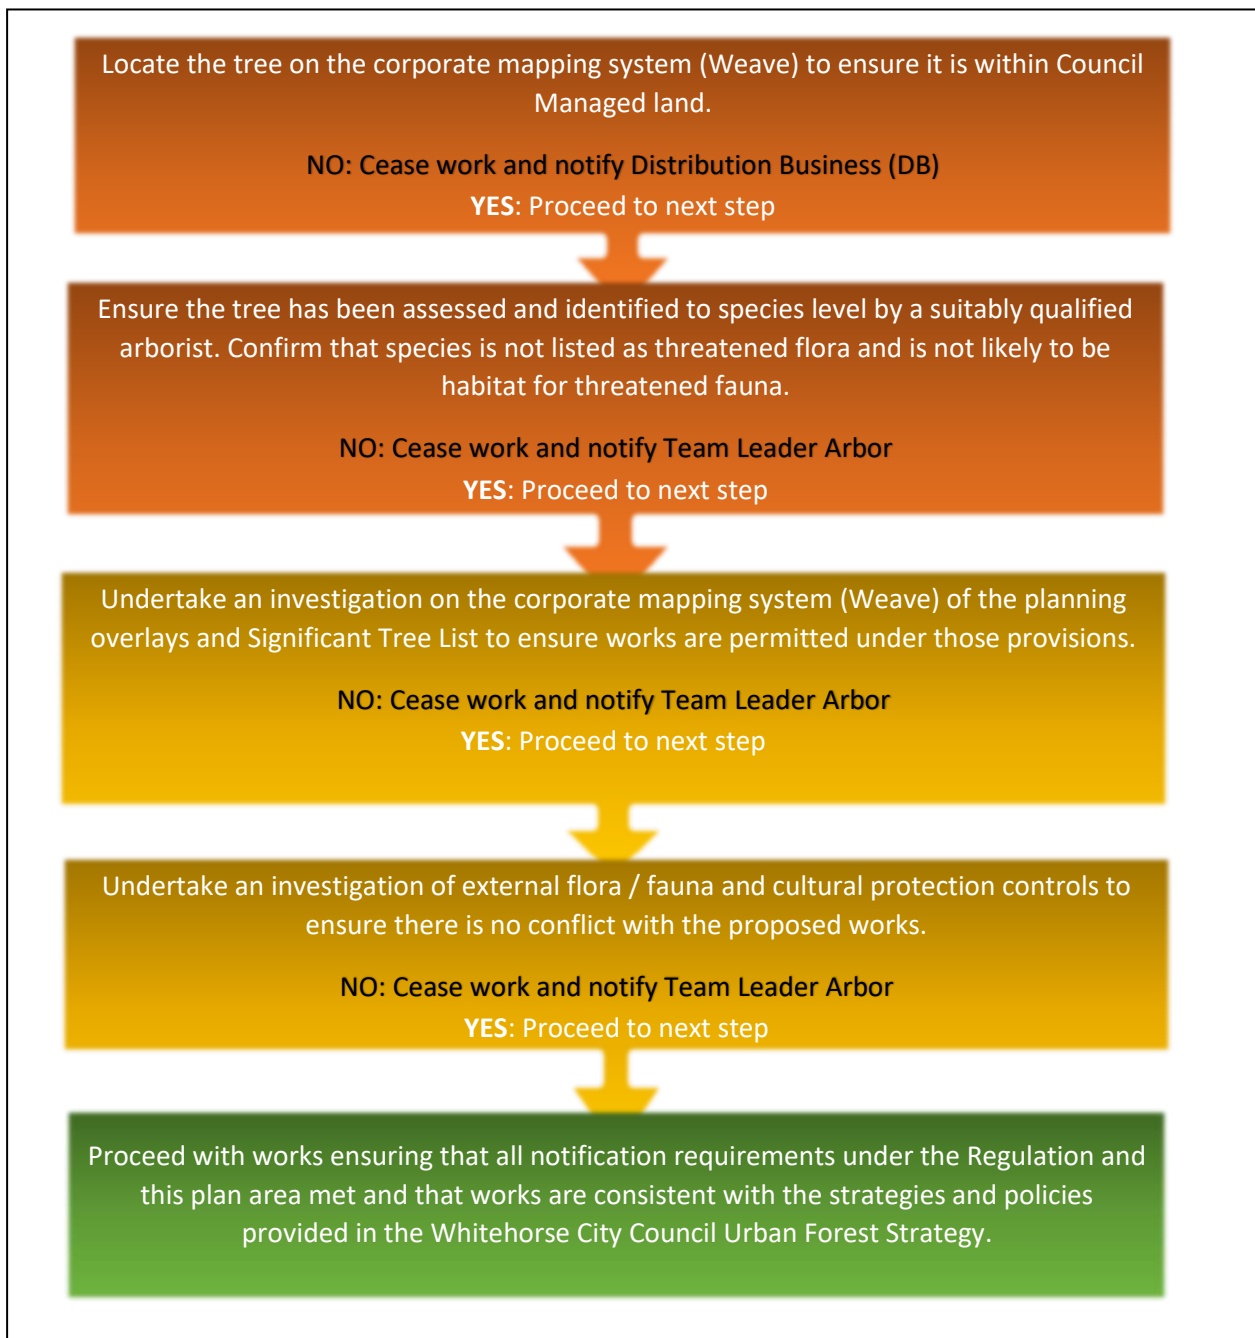 Locate the tree on the corporate mapping system (Weave) to ensure it is within Council
Managed land.
NO: Cease work and notify Distribution Business (DB)
YES: Proceed to next step
Ensure the tree has been assessed and identified to species level by a suitably qualified
arborist. Confirm that species is not listed as threatened flora and is not likely to be
habitat for threatened fauna.
NO: Cease work and notify Team Leader Arbor
YES: Proceed to next step
Undertake an investigation on the corporate mapping system (Weave) of the planning
overlays and Significant Tree List to ensure works are permitted under those provisions.
NO: Cease work and notify Team Leader Arbor
YES: Proceed to next step
Undertake an investigation of external flora / fauna and cultural protection controls to
ensure there is no conflict with the proposed works.
NO: Cease work and notify Team Leader Arbor
YES: Proceed to next step
Proceed with works ensuring that all notification requirements under the Regulation and
this plan area met and that works are consistent with the strategies and policies
provided in the Whitehorse City Council Urban Forest Strategy.